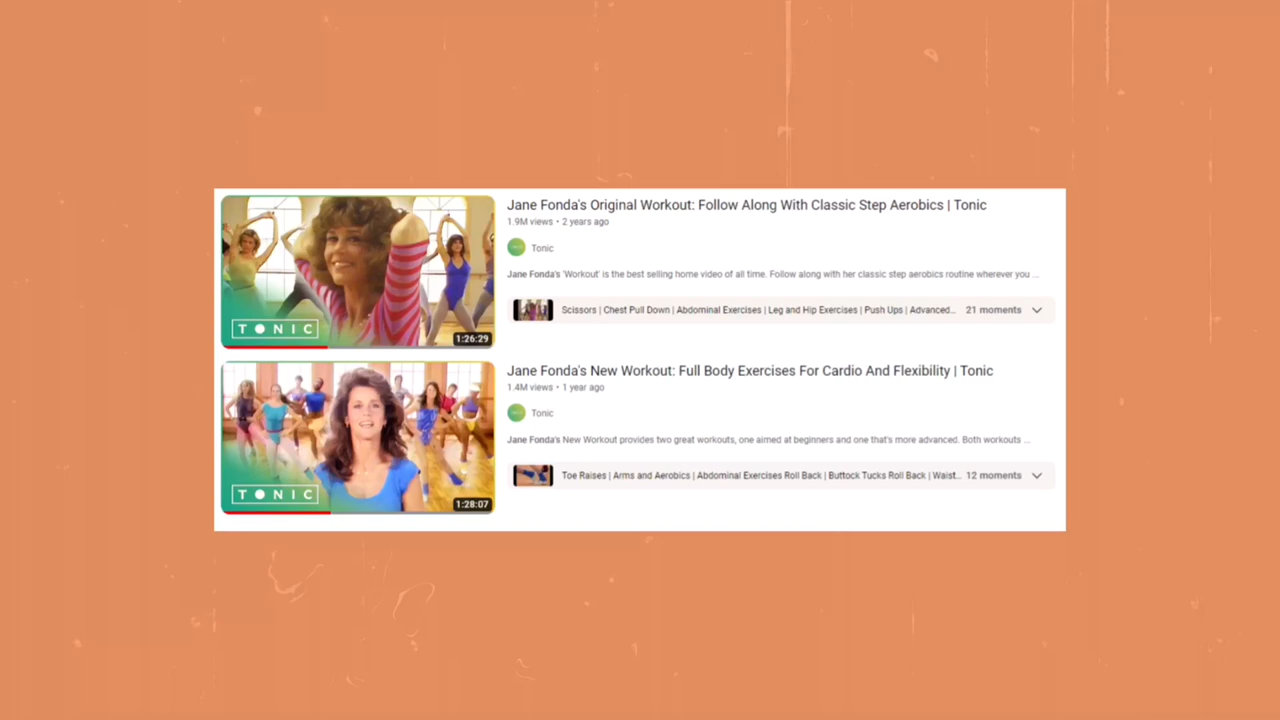 Jane Fonda's Original Workout: Follow Along With Classic Step Aerobics | Tonic
1.9M views • 2 years ago
Tonic
Jane Fonda's 'Workout' is the best selling home video of all time. Follow along with her classic step aerobics routine wherever you ...
Scissors | Chest Pull Down | Abdominal Exercises | Leg and Hip Exercises | Push Ups | Advanced... 21 moments
TONIC
1:26:29
Jane Fonda's New Workout: Full Body Exercises For Cardio And Flexibility | Tonic
1.4M views • 1 year ago
Tonic
Jane Fonda's New Workout provides two great workouts, one aimed at beginners and one that's more advanced. Both workouts ...
Toe Raises | Arms and Aerobics | Abdominal Exercises Roll Back | Buttock Tucks Roll Back | Waist... 12 moments
TONIC
1:28:07